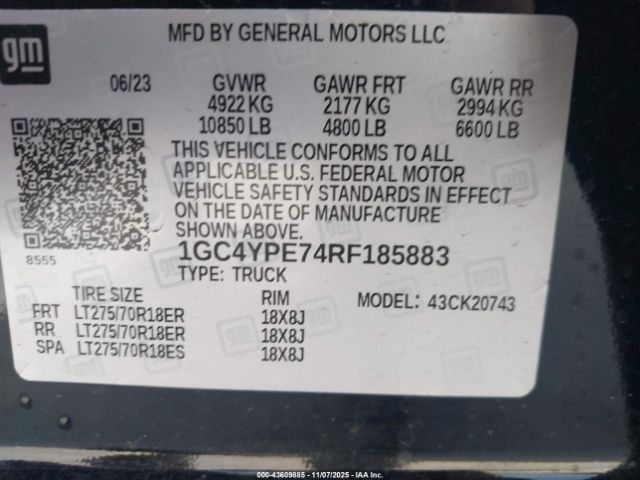 gm
MFD BY GENERAL MOTORS LLC
06/23 GVWR GAWR FRT GAWR RR
4922 KG 2177 KG 2994 KG
10850 LB 4800 LB 6600 LB
THIS VEHICLE CONFORMS TO ALL
APPLICABLE U.S. FEDERAL MOTOR
VEHICLE SAFETY STANDARDS IN EFFECT
ON THE DATE OF MANUFACTURE
SHOWN ABOVE.
8555
1GC4YPE74RF185883
TYPE: TRUCK
TIRE SIZE RIM MODEL: 43CK20743
FRT LT275/70R18ER 18X8J
RR LT275/70R18ER 18X8J
SPA LT275/70R18ES 18X8J
000-43609885 - 11/07/2025 - IAAI.COM